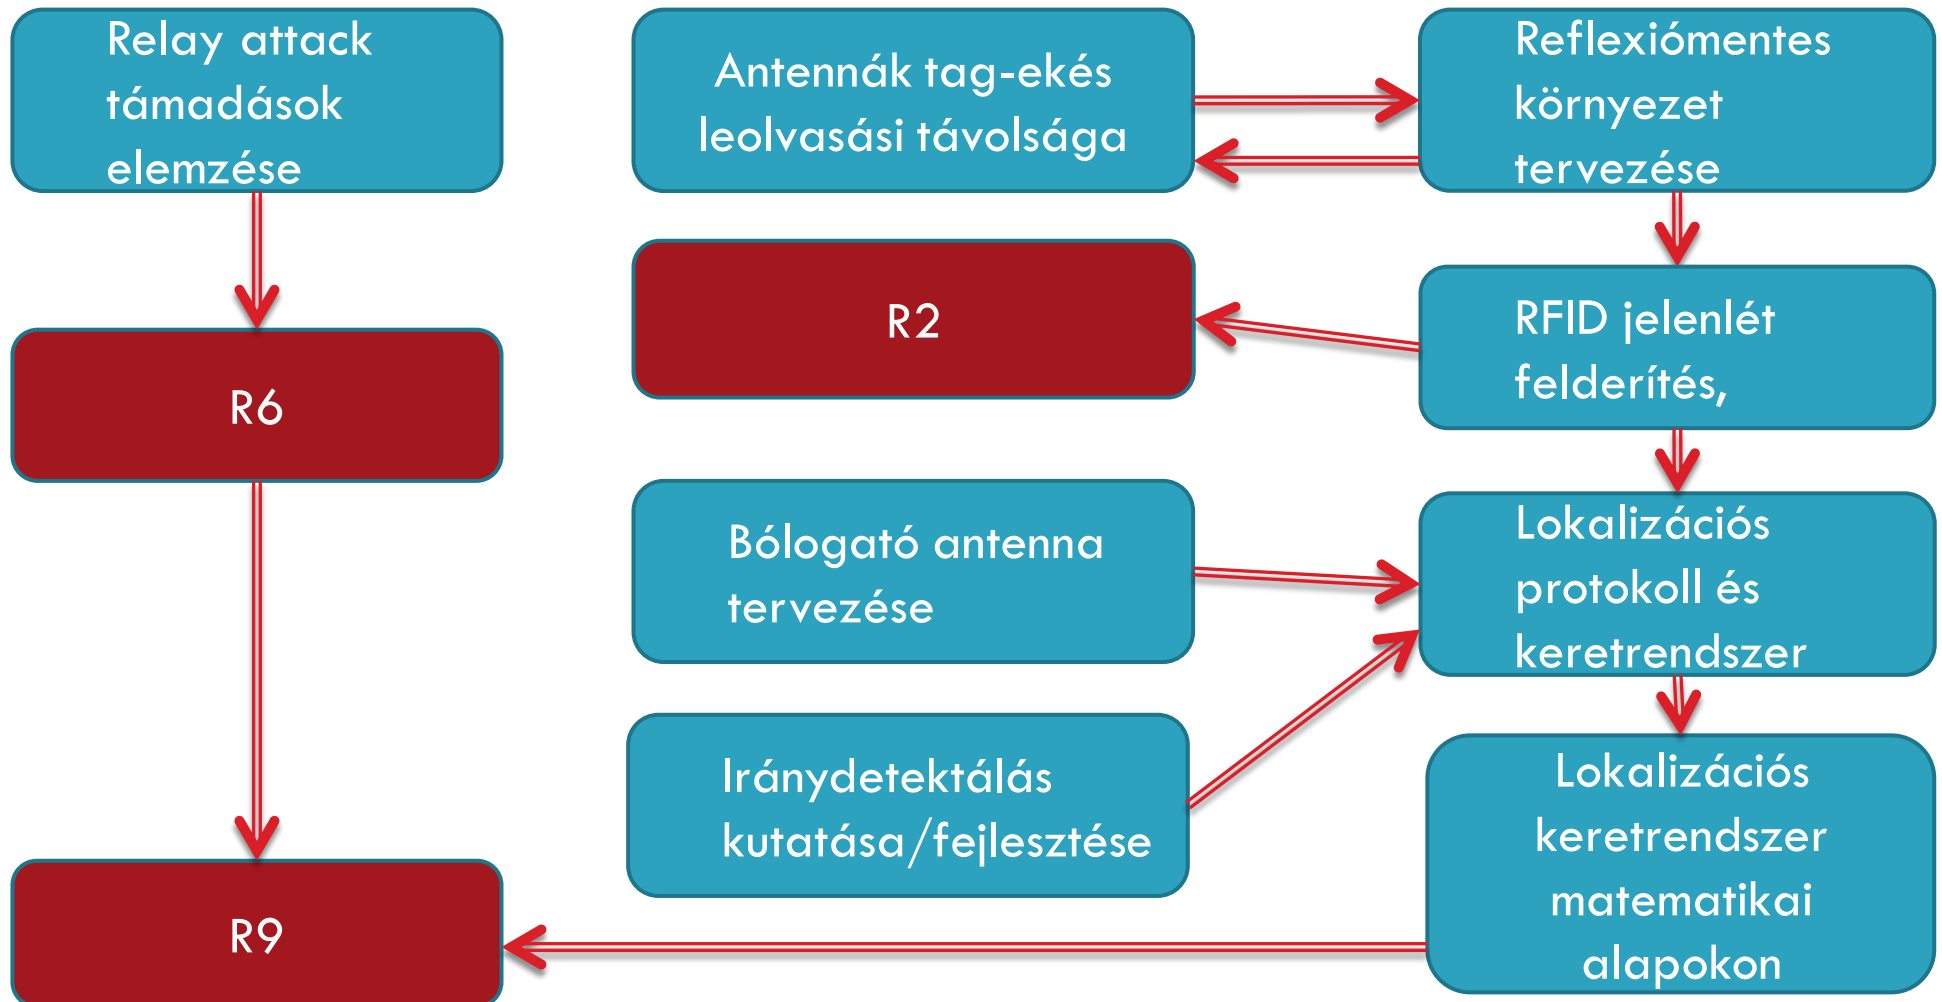 Relay attack
támadások
elemzése
R6
R9
Antennák tag-ekés
leolvasási távolsága
R2
Bólogató antenna
tervezése
Iránydetektálás
kutatása/fejlesztése
Reflexiómentes
környezet
tervezése
RFID jelenlét
felderítés,
Lokalizációs
protokoll és
keretrendszer
Lokalizációs
keretrendszer
matematikai
alapokon